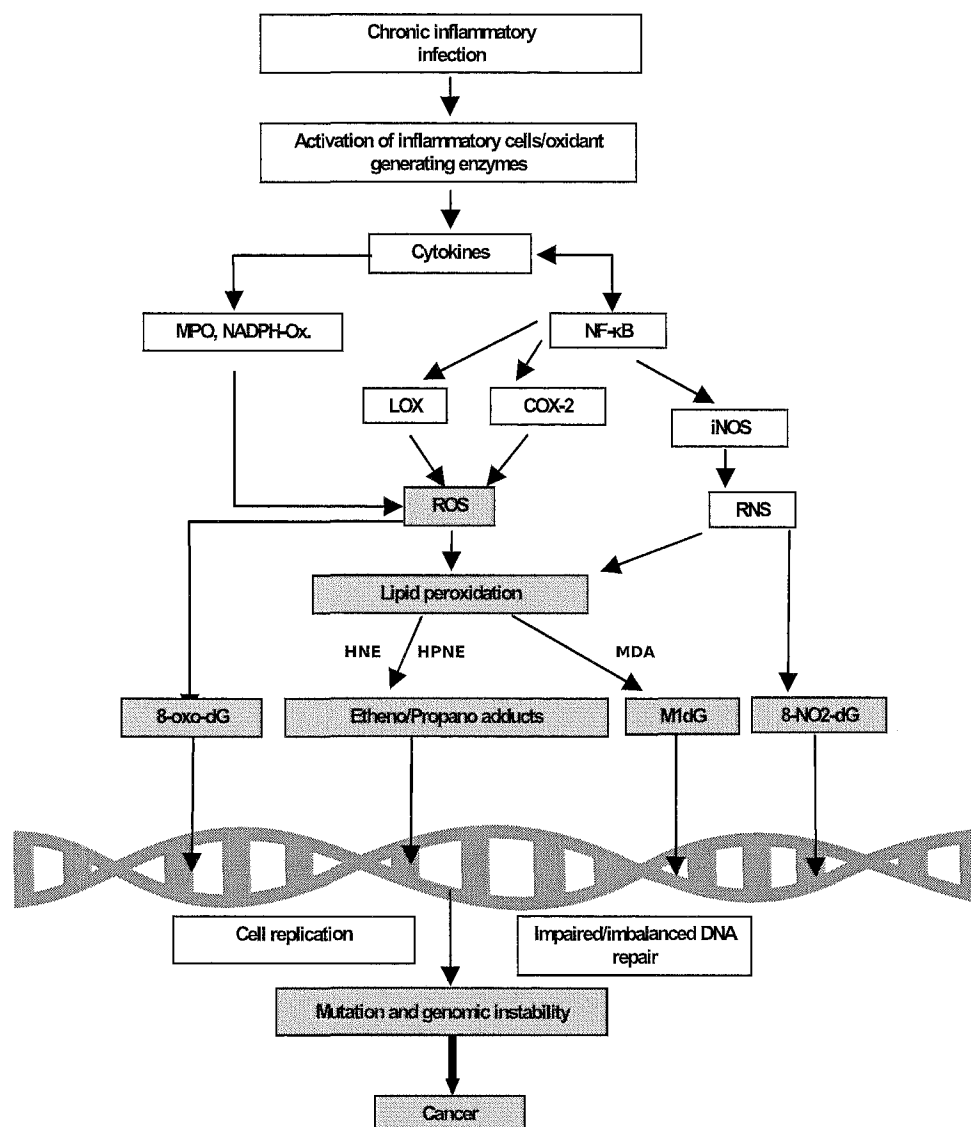 Chronic inflammatory
infection
Activation of inflammatory cells/oxidant
generating enzymes
Cytokines
MPO, NADPH-Ox.
NF-κB
LOX
COX-2
iNOS
ROS
RNS
Lipid peroxidation
HNE
HPNE
MDA
8-oxo-dG
Etheno/Propano adducts
M1dG
8-NO2-dG
Cell replication
Impaired/imbalanced DNA
repair
Mutation and genomic instability
Cancer